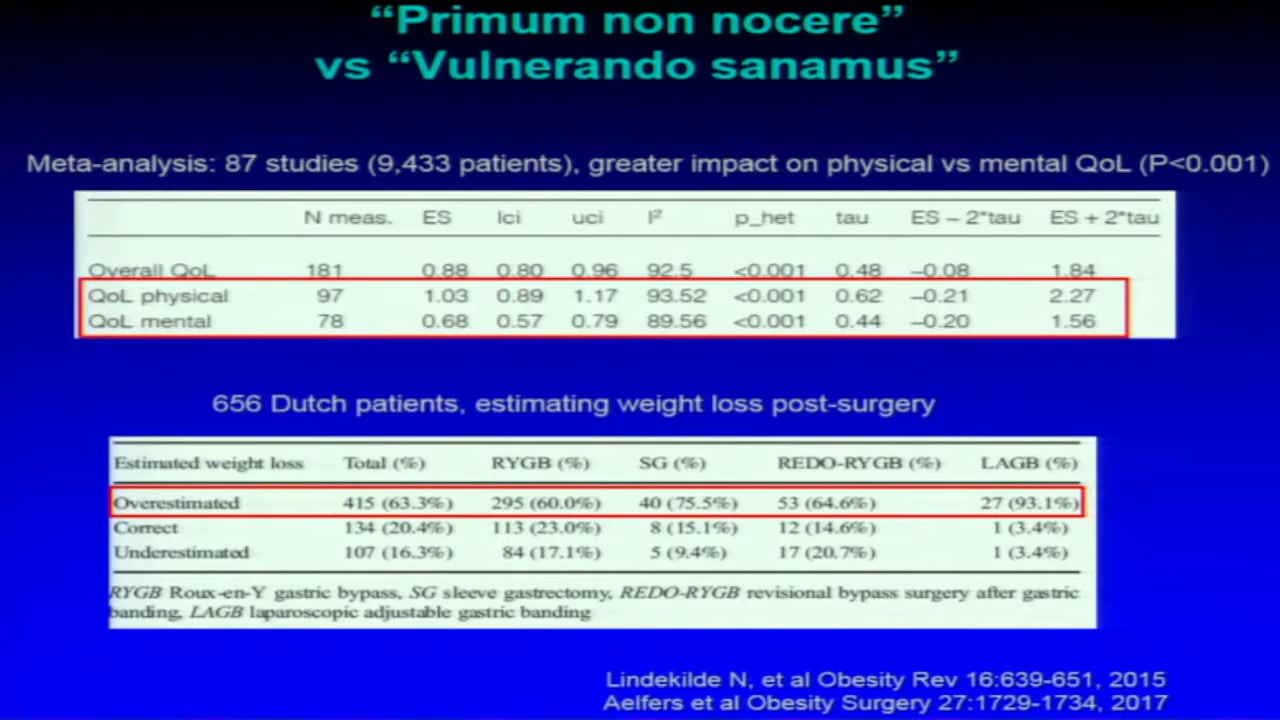 “Primum non nocere”
vs “Vulnerando sanamus”
Meta-analysis: 87 studies (9,433 patients), greater impact on physical vs mental QoL (P<0.001)
N meas. ES lci uci I² p_het tau ES – 2*tau ES + 2*tau
Overall QoL 181 0.88 0.80 0.96 92.5 <0.001 0.48 –0.08 1.84
QoL physical 97 1.03 0.89 1.17 93.52 <0.001 0.62 –0.21 2.27
QoL mental 78 0.68 0.57 0.79 89.56 <0.001 0.44 –0.20 1.56
656 Dutch patients, estimating weight loss post-surgery
Estimated weight loss Total (%) RYGB (%) SG (%) REDO-RYGB (%) LAGB (%)
Overestimated 415 (63.3%) 295 (60.0%) 40 (75.5%) 53 (64.6%) 27 (93.1%)
Correct 134 (20.4%) 113 (23.0%) 8 (15.1%) 12 (14.6%) 1 (3.4%)
Underestimated 107 (16.3%) 84 (17.1%) 5 (9.4%) 17 (20.7%) 1 (3.4%)
RYGB Roux-en-Y gastric bypass, SG sleeve gastrectomy, REDO-RYGB revisional bypass surgery after gastric
banding, LAGB laparoscopic adjustable gastric banding
Lindekilde N, et al Obesity Rev 16:639-651, 2015
Aelfers et al Obesity Surgery 27:1729-1734, 2017